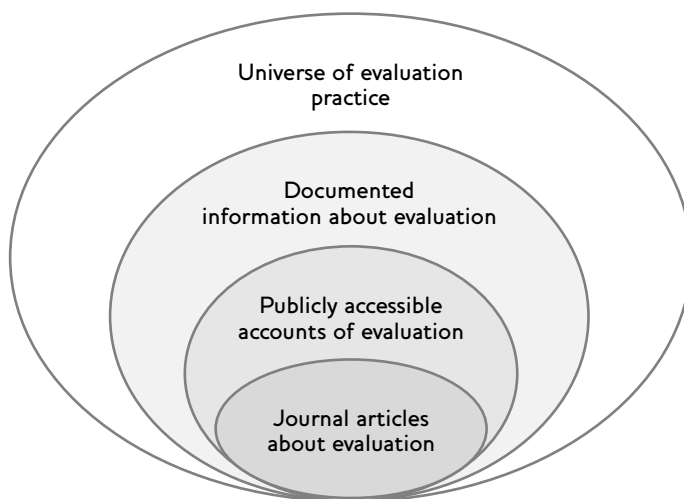 Universe of evaluation
practice
Documented
information about evaluation
Publicly accessible
accounts of evaluation
Journal articles
about evaluation